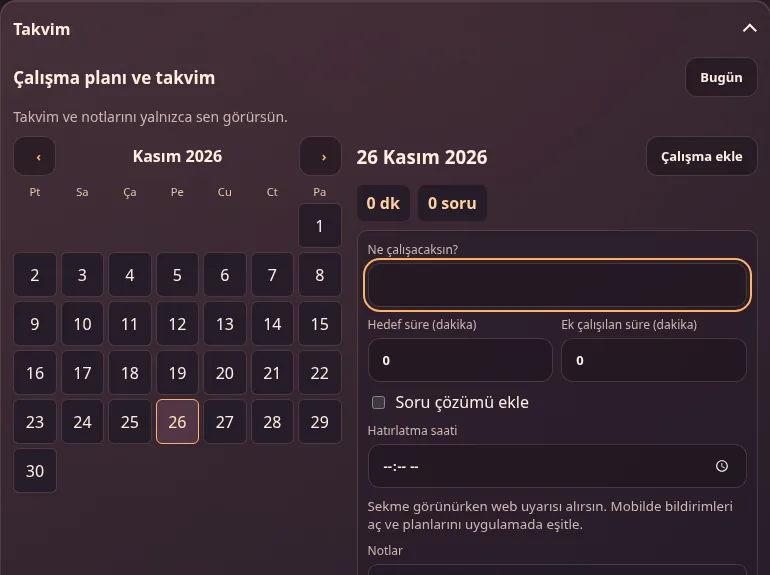 Takvim
Çalışma planı ve takvim
Bugün
Takvim ve notlarını yalnızca sen görürsün.
‹ Kasım 2026 ›
Pt Sa Ça Pe Cu Ct Pa
1
2 3 4 5 6 7 8
9 10 11 12 13 14 15
16 17 18 19 20 21 22
23 24 25 26 27 28 29
30
26 Kasım 2026
Çalışma ekle
0 dk 0 soru
Ne çalışacaksın?
Hedef süre (dakika) Ek çalışılan süre (dakika)
0 0
Soru çözümü ekle
Hatırlatma saati
--:-- --
Sekme görünürken web uyarısı alırsın. Mobilde bildirimleri
aç ve planlarını uygulamada eşitle.
Notlar